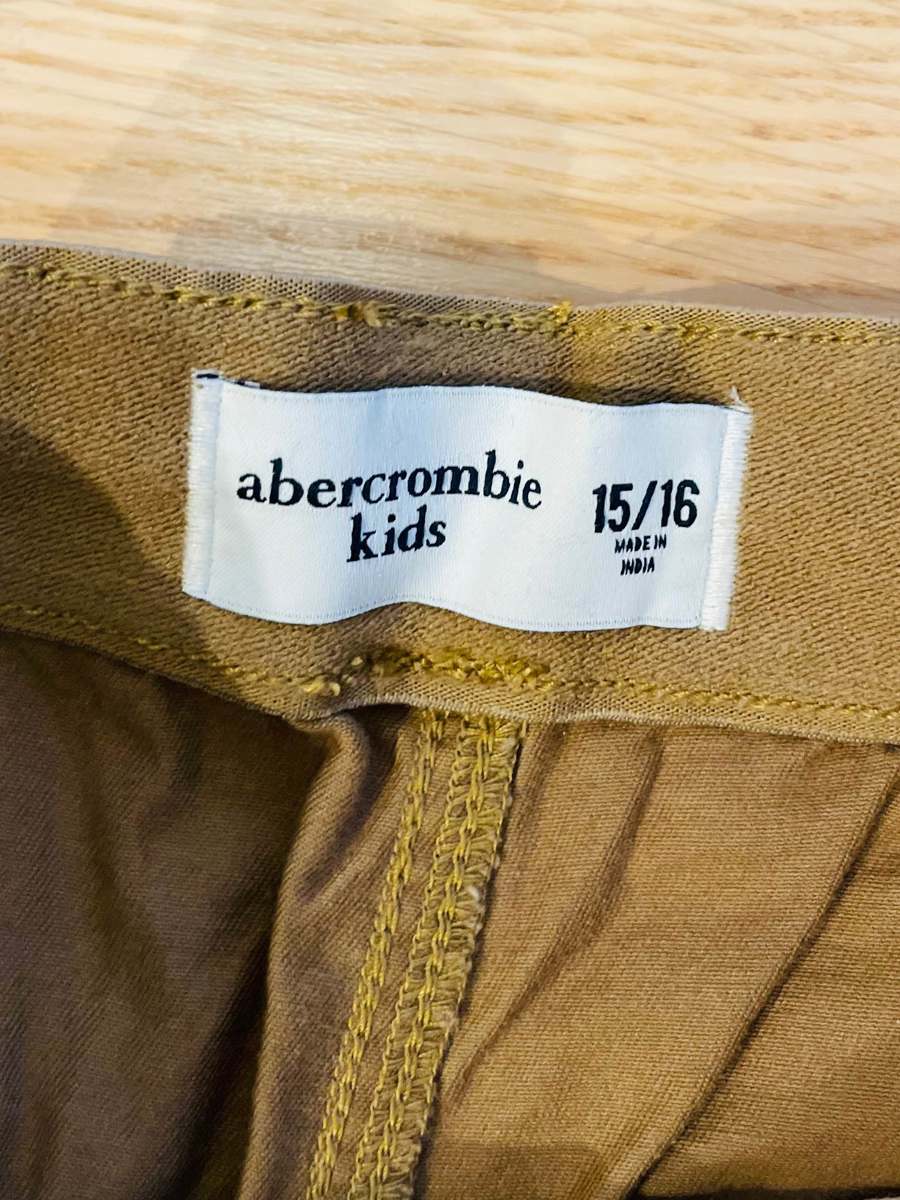 abercrombie
kids
15/16
MADE IN
INDIA